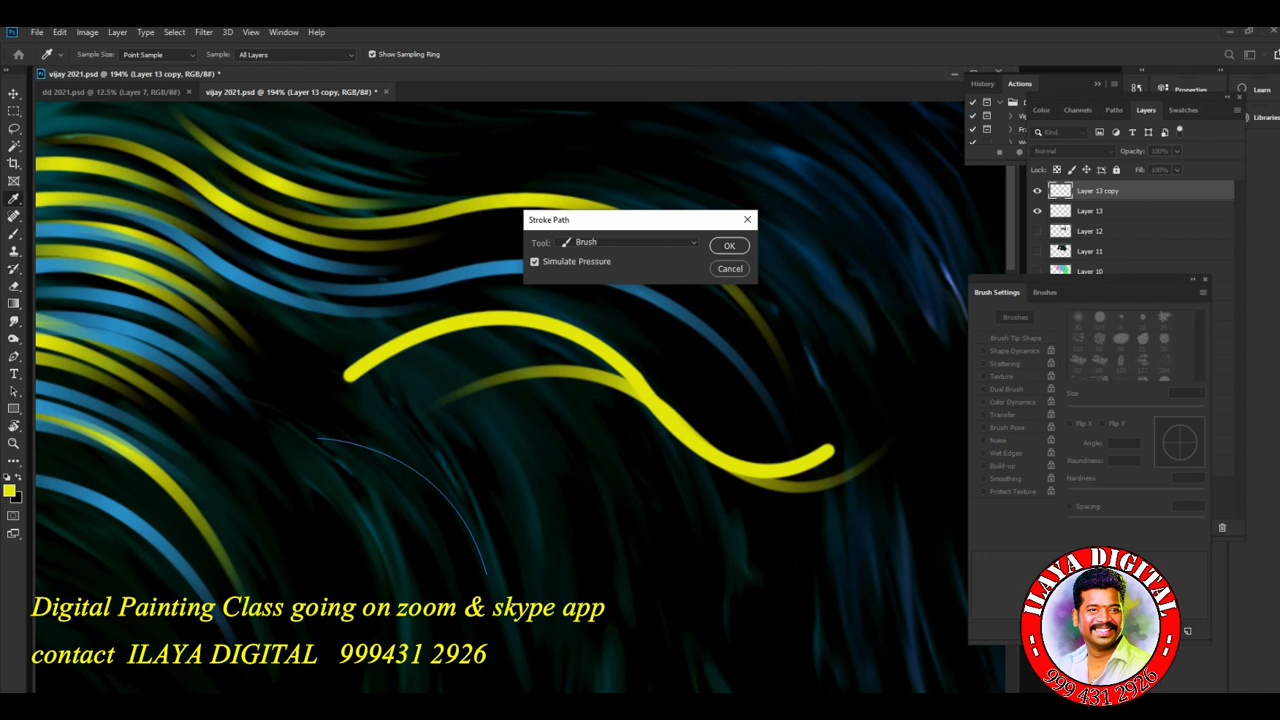 File Edit Image Layer Type Select Filter 3D View Window Help
Sample Size: Point Sample Sample: All Layers Show Sampling Ring
vijay 2021.psd @ 194% (Layer 13 copy, RGB/8#) *
dd 2021.psd @ 12.5% (Layer 7, RGB/8#) vijay 2021.psd @ 194% (Layer 13 copy, RGB/8#) *
History Actions
Properties
Learn
Libraries
Color Channels Paths Layers Swatches
Kind
Normal Opacity: 100%
Lock: Fill: 100%
Layer 13 copy
Layer 13
Layer 12
Layer 11
Layer 10
Stroke Path
Tool: Brush
Simulate Pressure
OK
Cancel
Brush Settings Brushes
Brushes
Brush Tip Shape
Shape Dynamics
Scattering
Texture
Dual Brush
Color Dynamics
Transfer
Brush Pose
Noise
Wet Edges
Build-up
Smoothing
Protect Texture
Size
Flip X Flip Y
Angle:
Roundness:
Hardness
Spacing
Digital Painting Class going on zoom & skype app
contact ILAYA DIGITAL 999431 2926
ILAYA DIGITAL
999 431 2926